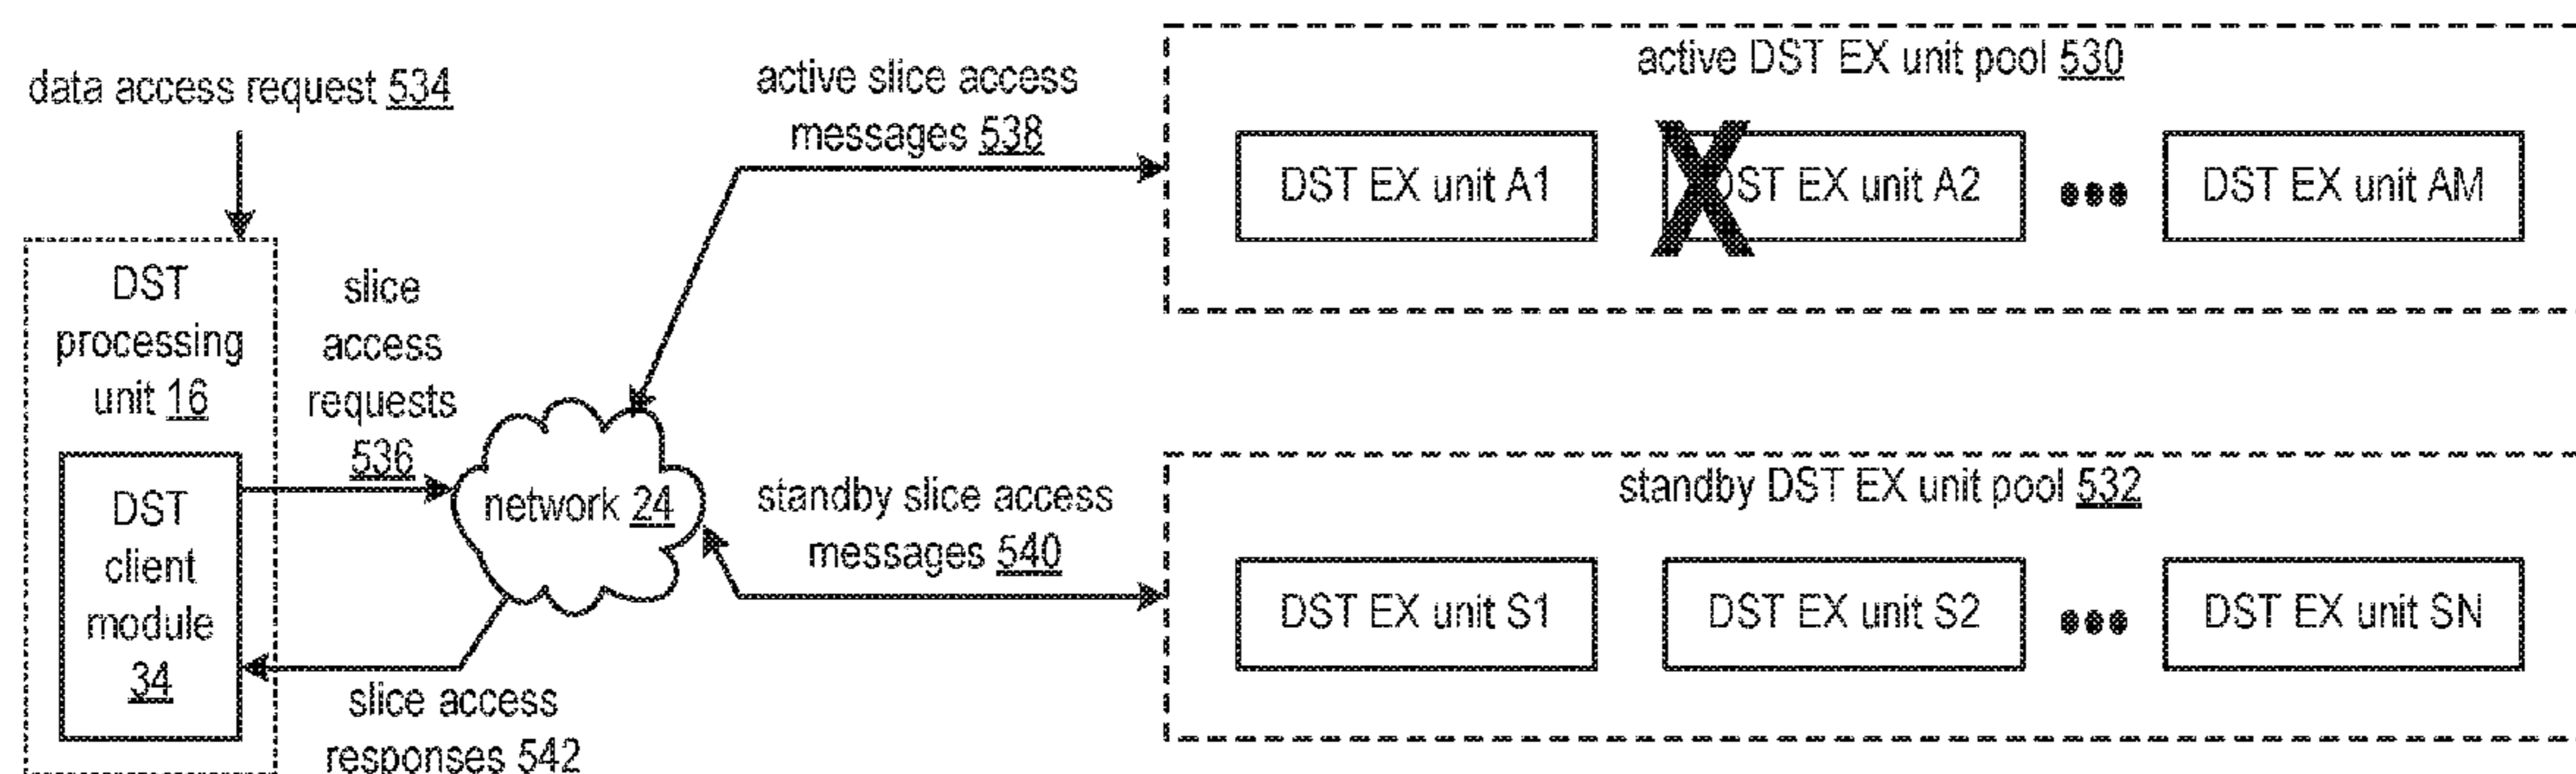 data access request 534
DST
processing
unit 16
DST
client
module
34
slice
access
requests
536
network 24
slice access
responses 542
active slice access
messages 538
standby slice access
messages 540
active DST EX unit pool 530
DST EX unit A1
DST EX unit A2
DST EX unit AM
standby DST EX unit pool 532
DST EX unit S1
DST EX unit S2
DST EX unit SN